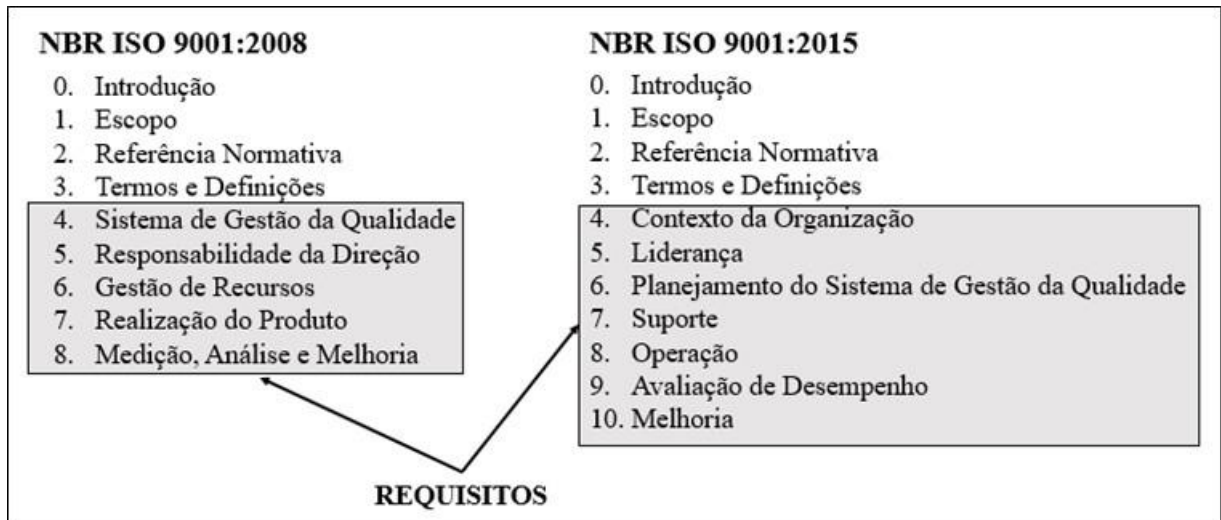 NBR ISO 9001:2008
0. Introdução
1. Escopo
2. Referência Normativa
3. Termos e Definições
4. Sistema de Gestão da Qualidade
5. Responsabilidade da Direção
6. Gestão de Recursos
7. Realização do Produto
8. Medição, Análise e Melhoria
NBR ISO 9001:2015
0. Introdução
1. Escopo
2. Referência Normativa
3. Termos e Definições
4. Contexto da Organização
5. Liderança
6. Planejamento do Sistema de Gestão da Qualidade
7. Suporte
8. Operação
9. Avaliação de Desempenho
10. Melhoria
REQUISITOS